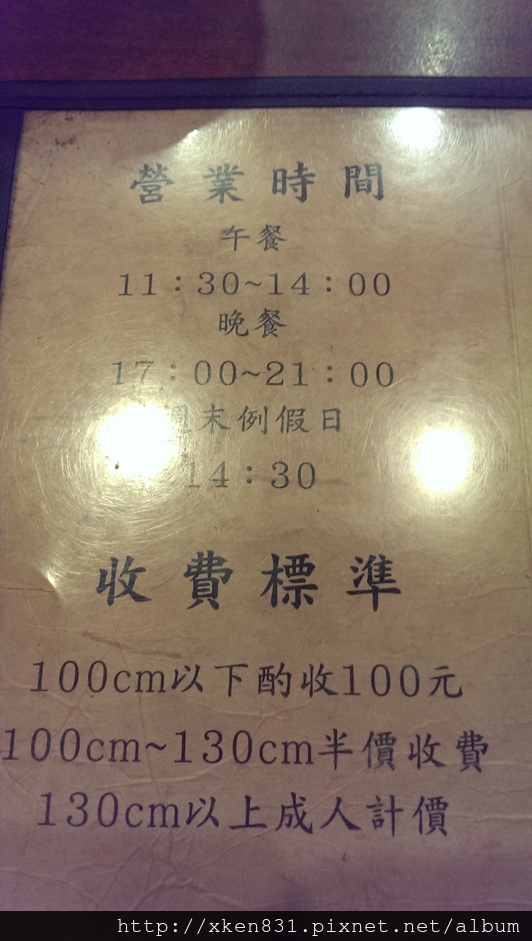 營業時間
午餐
11:30~14:00
晚餐
17:00~21:00
週末例假日
14:30
收費標準
100cm以下酌收100元
100cm~130cm半價收費
130cm以上成人計價
http://xken831.pixnet.net/album